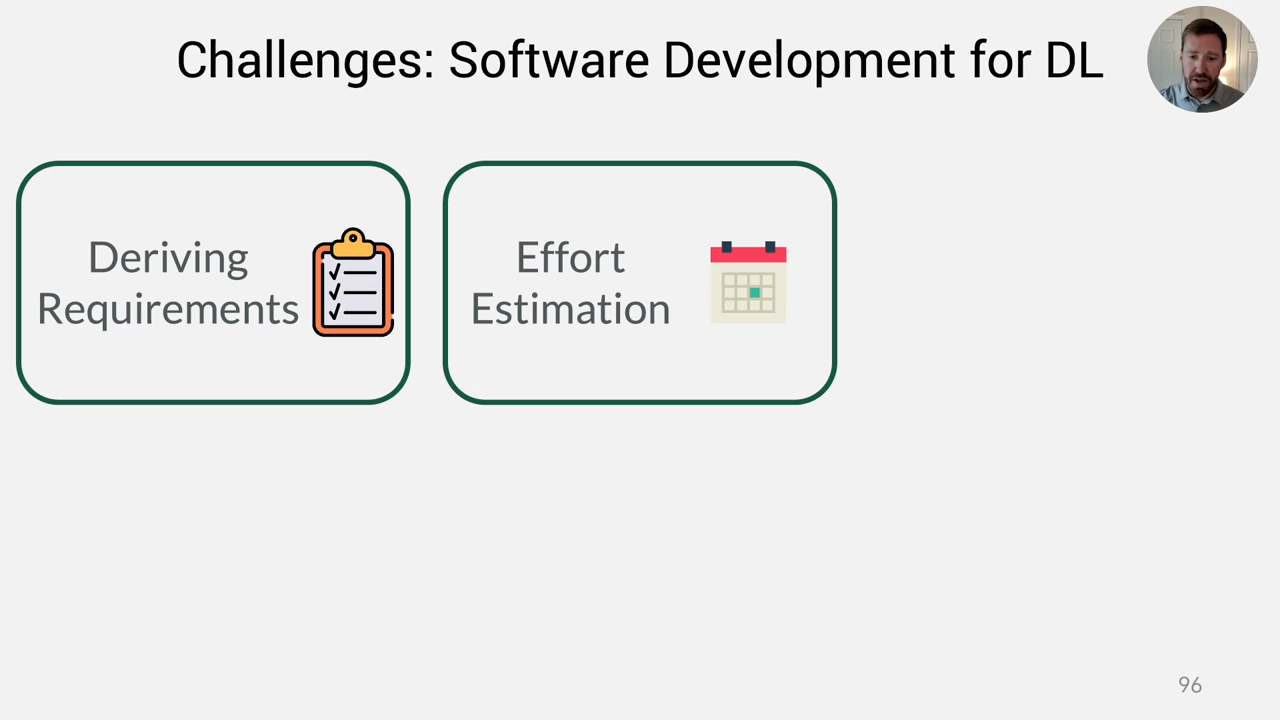 Challenges: Software Development for DL
Deriving
Requirements
Effort
Estimation
96